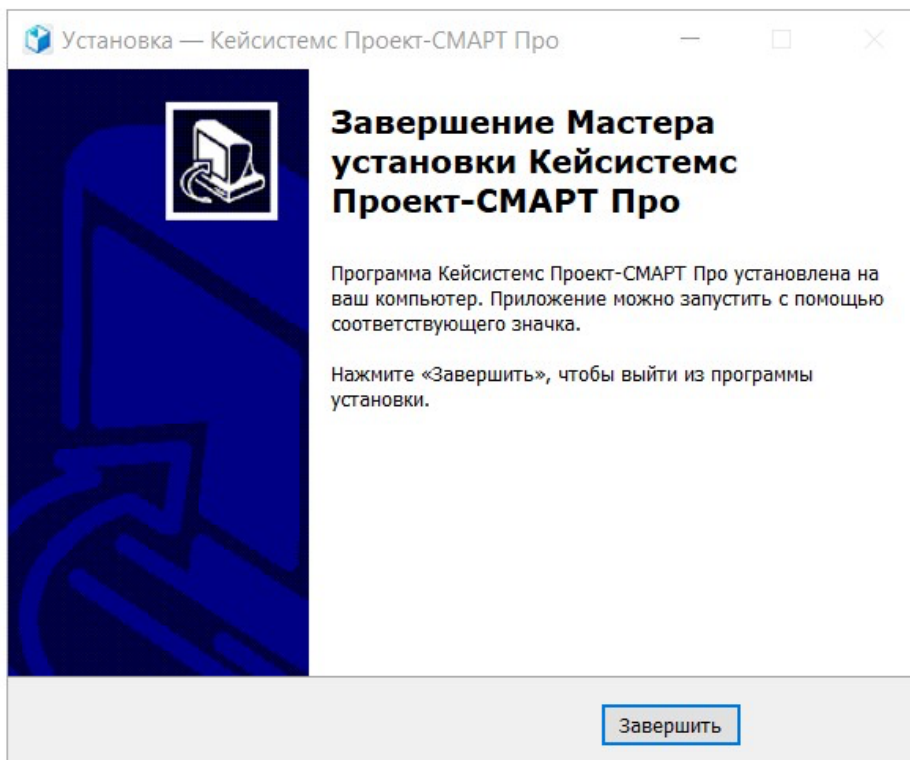 Установка — Кейсистемс Проект-СМАРТ Про
Завершение Мастера
установки Кейсистемс
Проект-СМАРТ Про
Программа Кейсистемс Проект-СМАРТ Про установлена на
ваш компьютер. Приложение можно запустить с помощью
соответствующего значка.
Нажмите «Завершить», чтобы выйти из программы
установки.
Завершить